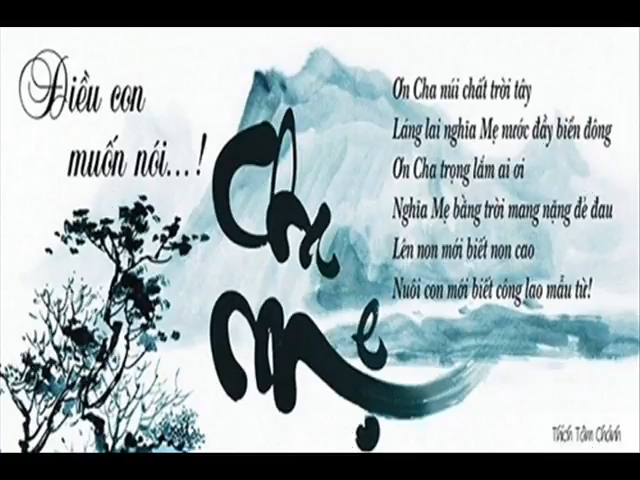 Điều con
muốn nói...!
Cha
Mẹ
Ơn Cha núi chất trời tây
Láng lai nghĩa Mẹ nước đầy biển đông
Ơn Cha trọng lắm ai ơi
Nghĩa Mẹ bằng trời mang nặng đẻ đau
Lên non mới biết non cao
Nuôi con mới biết công lao mẫu từ!
Thích Tâm Chánh